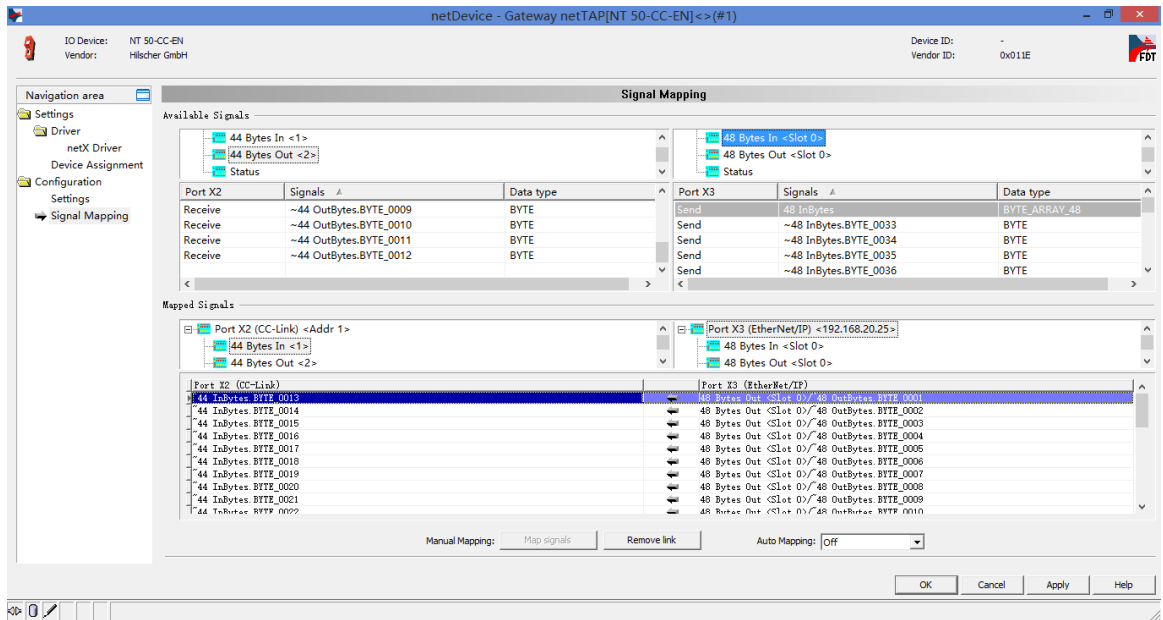 netDevice - Gateway netTAP[NT 50-CC-EN]<>(#1)
IO Device: NT 50-CC-EN Device ID: -
Vendor: Hilscher GmbH Vendor ID: 0x011E
FDT
Navigation area
Settings
Driver
netX Driver
Device Assignment
Configuration
Settings
Signal Mapping
Signal Mapping
Available Signals
44 Bytes In <1>
44 Bytes Out <2>
Status
48 Bytes In <Slot 0>
48 Bytes Out <Slot 0>
Status
Port X2 Signals Data type
Receive ~44 OutBytes.BYTE_0009 BYTE
Receive ~44 OutBytes.BYTE_0010 BYTE
Receive ~44 OutBytes.BYTE_0011 BYTE
Receive ~44 OutBytes.BYTE_0012 BYTE
Port X3 Signals Data type
Send 48 InBytes BYTE_ARRAY_48
Send ~48 InBytes.BYTE_0033 BYTE
Send ~48 InBytes.BYTE_0034 BYTE
Send ~48 InBytes.BYTE_0035 BYTE
Send ~48 InBytes.BYTE_0036 BYTE
Mapped Signals
Port X2 (CC-Link) <Addr 1>
44 Bytes In <1>
44 Bytes Out <2>
Port X3 (EtherNet/IP) <192.168.20.25>
48 Bytes In <Slot 0>
48 Bytes Out <Slot 0>
Port X2 (CC-Link) Port X3 (EtherNet/IP)
~44 InBytes.BYTE_0013 48 Bytes Out <Slot 0>/~48 OutBytes.BYTE_0001
~44 InBytes.BYTE_0014 48 Bytes Out <Slot 0>/~48 OutBytes.BYTE_0002
~44 InBytes.BYTE_0015 48 Bytes Out <Slot 0>/~48 OutBytes.BYTE_0003
~44 InBytes.BYTE_0016 48 Bytes Out <Slot 0>/~48 OutBytes.BYTE_0004
~44 InBytes.BYTE_0017 48 Bytes Out <Slot 0>/~48 OutBytes.BYTE_0005
~44 InBytes.BYTE_0018 48 Bytes Out <Slot 0>/~48 OutBytes.BYTE_0006
~44 InBytes.BYTE_0019 48 Bytes Out <Slot 0>/~48 OutBytes.BYTE_0007
~44 InBytes.BYTE_0020 48 Bytes Out <Slot 0>/~48 OutBytes.BYTE_0008
~44 InBytes.BYTE_0021 48 Bytes Out <Slot 0>/~48 OutBytes.BYTE_0009
~44 InBytes.BYTE_0022 48 Bytes Out <Slot 0>/~48 OutBytes.BYTE_0010
Manual Mapping: Map signals Remove link Auto Mapping: Off
OK Cancel Apply Help